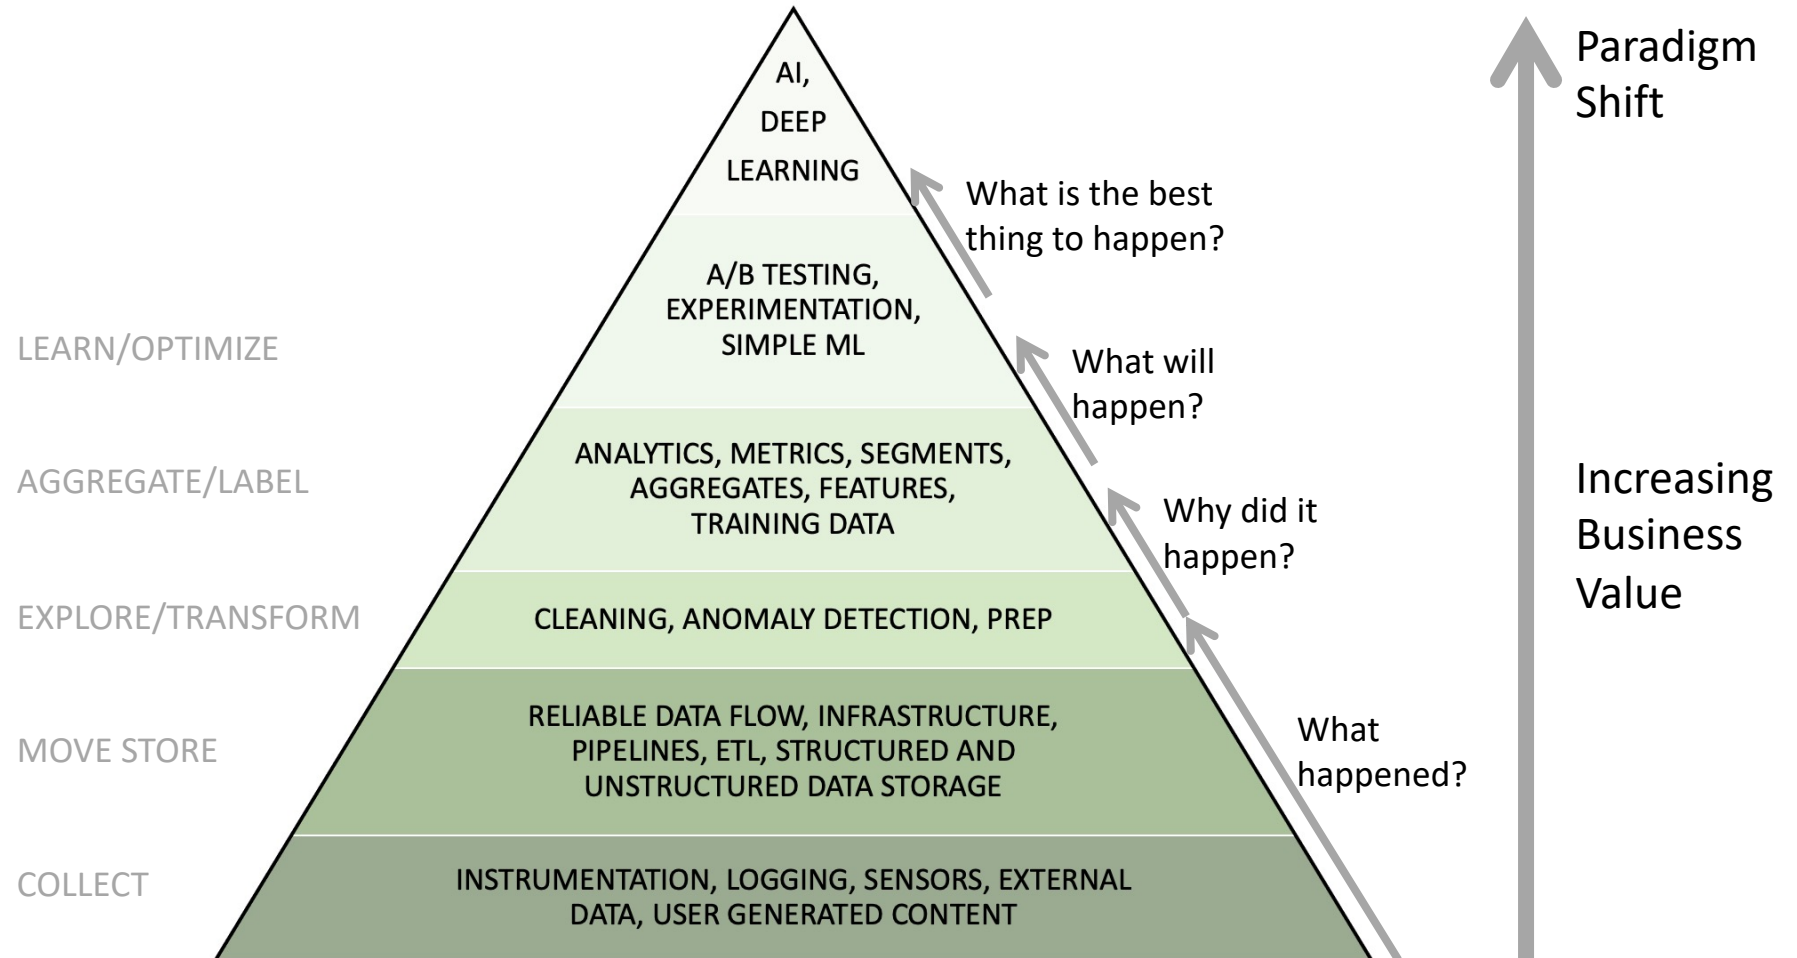 AI,
DEEP
LEARNING
A/B TESTING,
EXPERIMENTATION,
SIMPLE ML
ANALYTICS, METRICS, SEGMENTS,
AGGREGATES, FEATURES,
TRAINING DATA
CLEANING, ANOMALY DETECTION, PREP
RELIABLE DATA FLOW, INFRASTRUCTURE,
PIPELINES, ETL, STRUCTURED AND
UNSTRUCTURED DATA STORAGE
INSTRUMENTATION, LOGGING, SENSORS, EXTERNAL
DATA, USER GENERATED CONTENT
LEARN/OPTIMIZE
AGGREGATE/LABEL
EXPLORE/TRANSFORM
MOVE STORE
COLLECT
What is the best
thing to happen?
What will
happen?
Why did it
happen?
What
happened?
Paradigm
Shift
Increasing
Business
Value